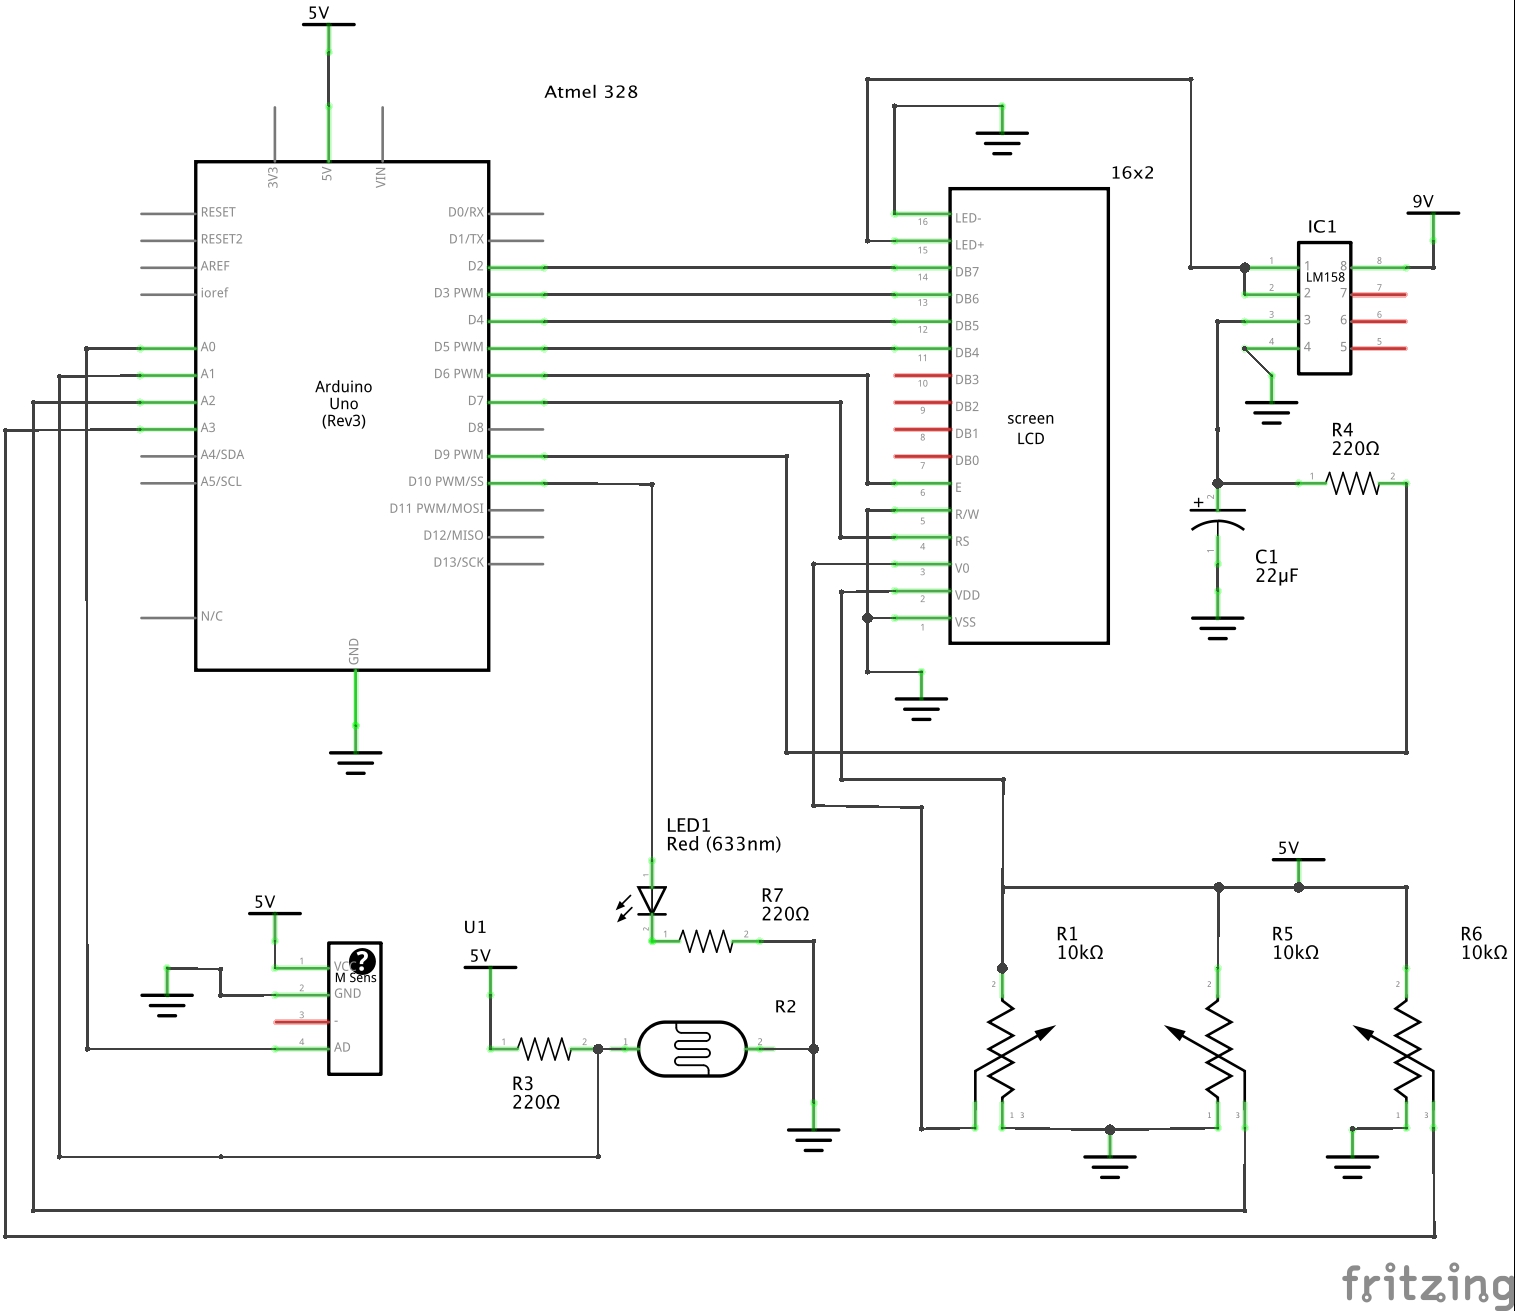 5V
Atmel 328
3V3
5V
VIN
RESET
RESET2
AREF
ioref
A0
A1
A2
A3
A4/SDA
A5/SCL
N/C
Arduino
Uno
(Rev3)
D0/RX
D1/TX
D2
D3 PWM
D4
D5 PWM
D6 PWM
D7
D8
D9 PWM
D10 PWM/SS
D11 PWM/MOSI
D12/MISO
D13/SCK
GND
16x2
16 LED-
15 LED+
14 DB7
13 DB6
12 DB5
11 DB4
10 DB3
9 DB2
8 DB1
7 DB0
6 E
5 R/W
4 RS
3 V0
2 VDD
1 VSS
screen
LCD
9V
IC1
1 1 8 8
LM158
2 2 7 7
3 3 6 6
4 4 5 5
R4
220Ω
1 2
+ 2
1
C1
22µF
LED1
Red (633nm)
1
2
R7
220Ω
1 2
5V
1
?
M Sens
2 GND
3 -
4 AD
U1
5V
1 2
R3
220Ω
R2
1 2
5V
R1
10kΩ
R5
10kΩ
R6
10kΩ
2 2 2
1 3
1 3
1 3
fritzing